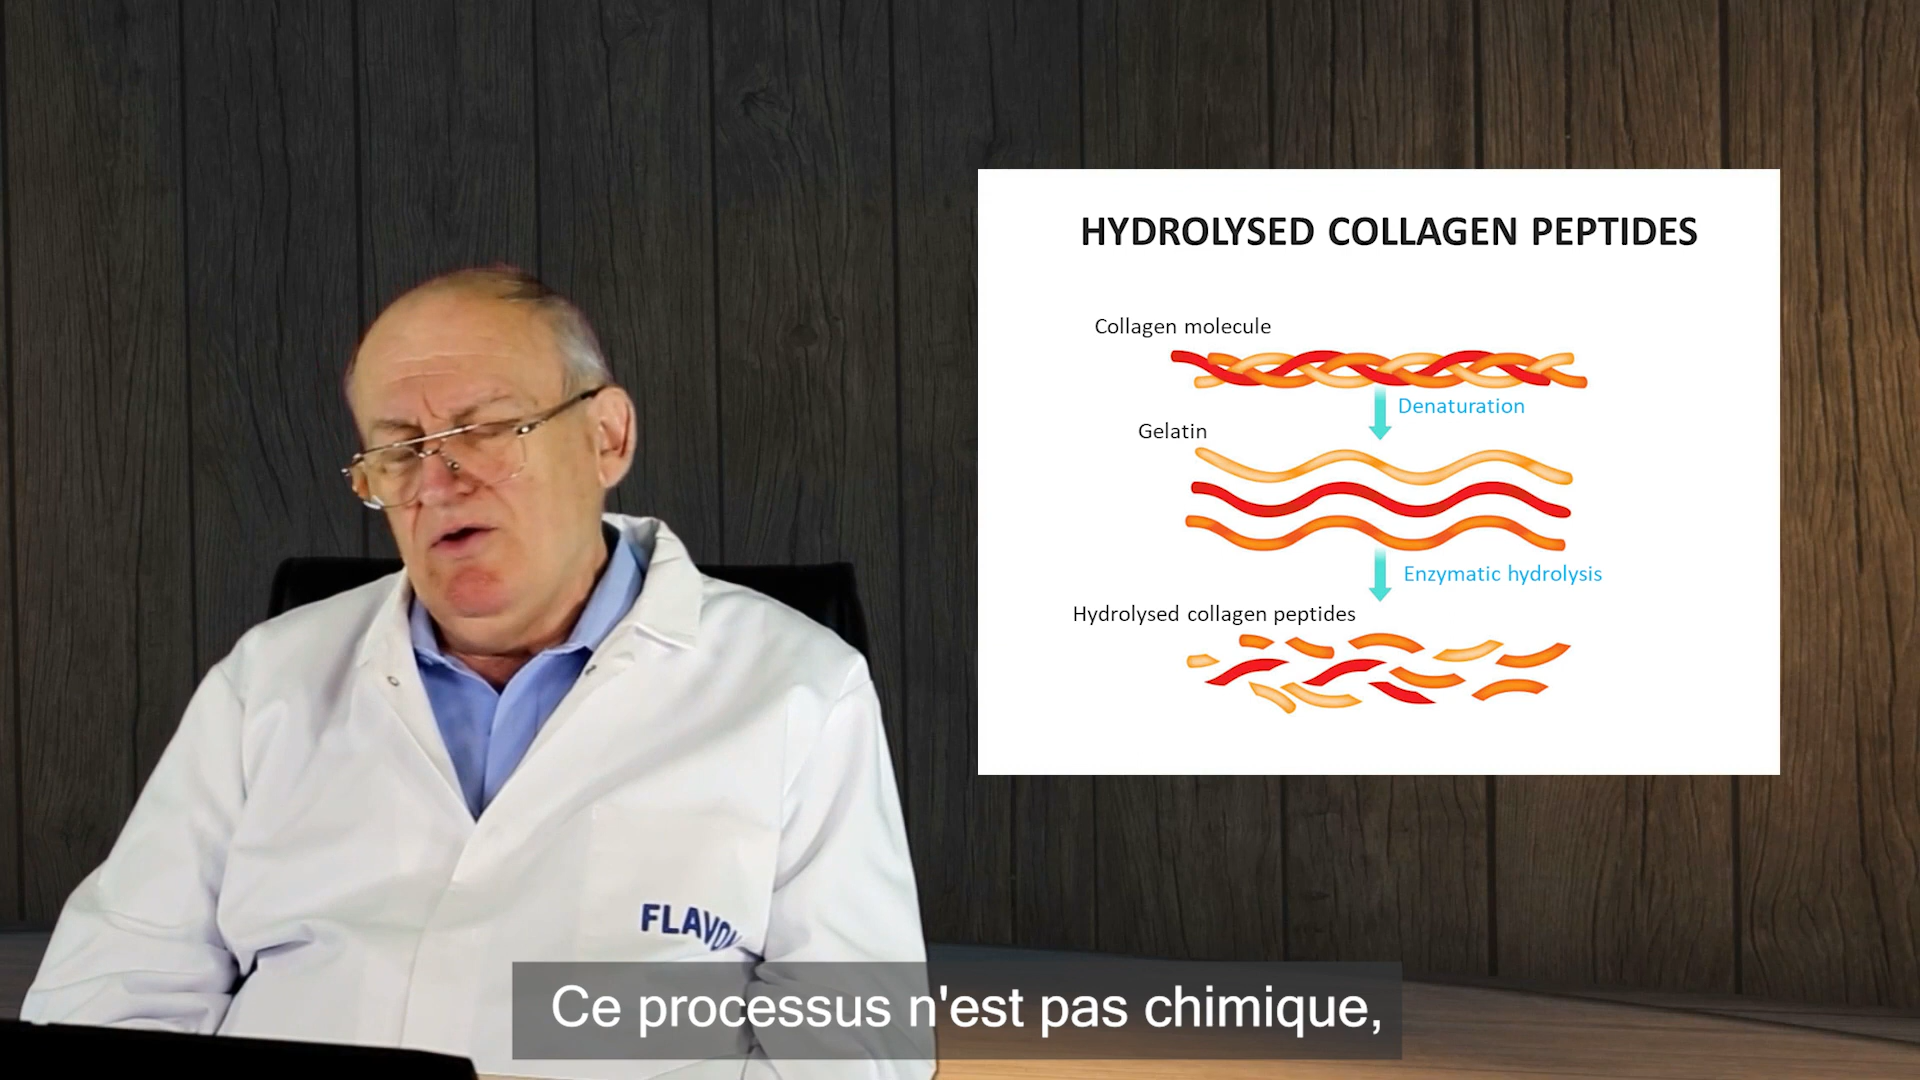 HYDROLYSED COLLAGEN PEPTIDES
Collagen molecule
Denaturation
Gelatin
Enzymatic hydrolysis
Hydrolysed collagen peptides
Ce processus n'est pas chimique,